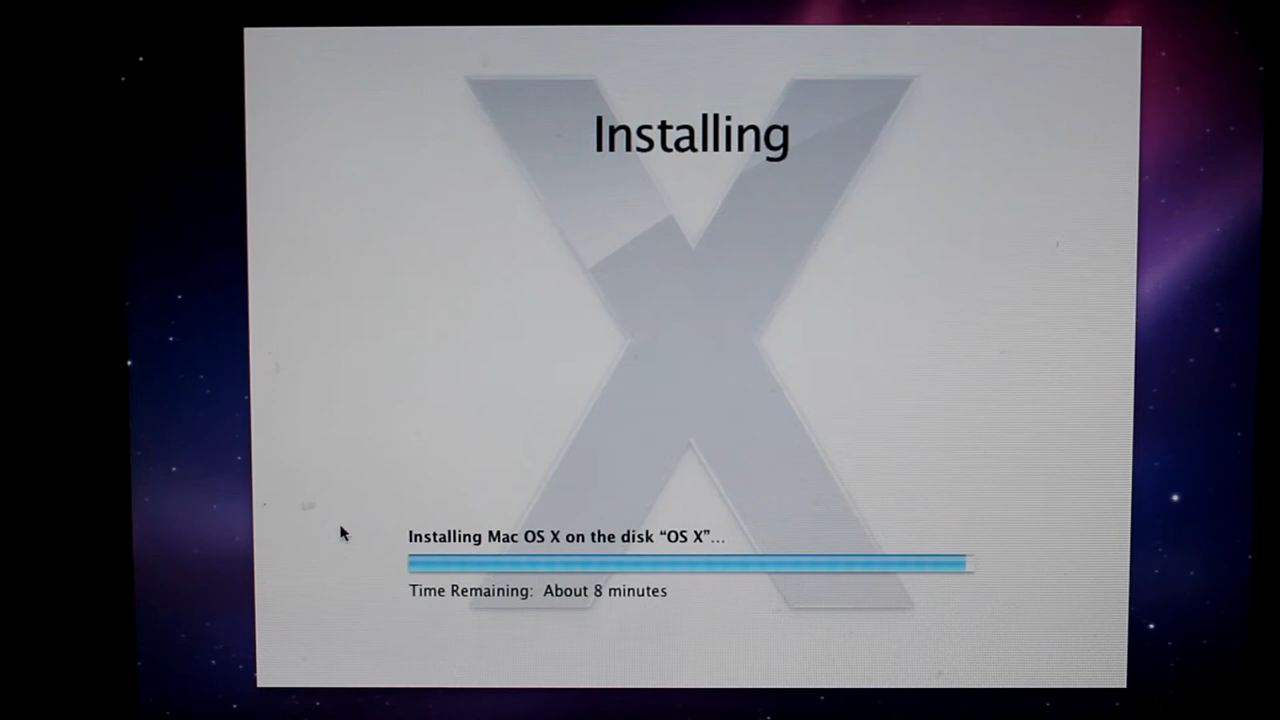 Installing
Installing Mac OS X on the disk “OS X”...
Time Remaining: About 8 minutes